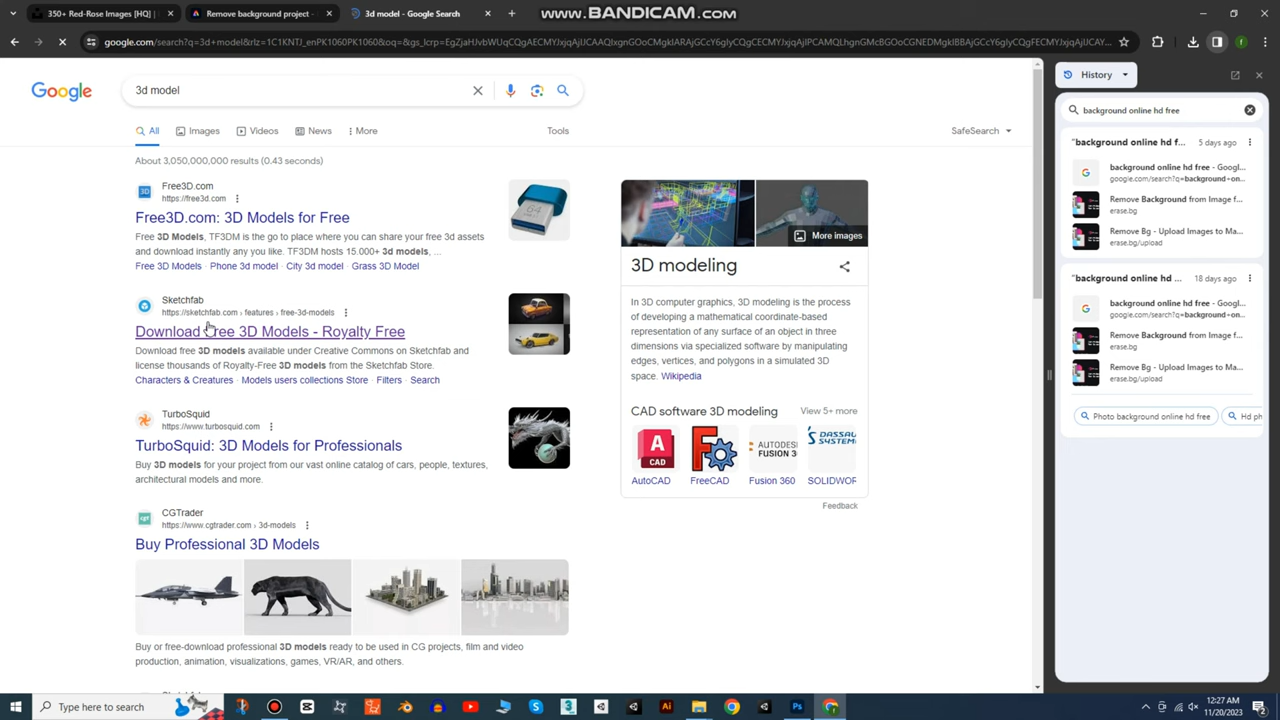 350+ Red-Rose Images [HQ] |
Remove background project -
3d model - Google Search
www.BANDICAM.com
google.com/search?q=3d+model&rlz=1C1KNTJ_enPK1060PK1060&oq=&gs_lcrp=
Google
3d model
All
Images
Videos
News
More
Tools
SafeSearch
About 3,050,000,000 results (0.43 seconds)
Free3D.com
https://free3d.com
Free3D.com: 3D Models for Free
Free 3D Models, TF3DM is the go to place where you can share your free 3d assets
and download instantly any you like. TF3DM hosts 15.000+ 3d models, ...
Free 3D Models · Phone 3d model · City 3d model · Grass 3D Model
Sketchfab
https://sketchfab.com › features › free-3d-models
Download Free 3D Models - Royalty Free
Download free 3D models available under Creative Commons on Sketchfab and
license thousands of Royalty-Free 3D models from the Sketchfab Store.
Characters & Creatures · Models users collections Store · Filters · Search
TurboSquid
https://www.turbosquid.com
TurboSquid: 3D Models for Professionals
Buy 3D models for your project from our vast online catalog of cars, people, textures,
architectural models and more.
CGTrader
https://www.cgtrader.com › 3d-models
Buy Professional 3D Models
Buy or free-download professional 3D models ready to be used in CG projects, film and video
production, animation, visualizations, games, VR/AR, and others.
More images
3D modeling
In 3D computer graphics, 3D modeling is the process
of developing a mathematical coordinate-based
representation of any surface of an object in three
dimensions via specialized software by manipulating
edges, vertices, and polygons in a simulated 3D
space. Wikipedia
CAD software 3D modeling
View 5+ more
AutoCAD
FreeCAD
Fusion 360
SOLIDWOR
Feedback
History
background online hd free
"background online hd f...
5 days ago
background online hd free - Googl...
google.com/search?q=background+on...
Remove Background from Image f...
erase.bg
Remove Bg - Upload Images to Ma...
erase.bg/upload
"background online hd ...
18 days ago
background online hd free - Googl...
google.com/search?q=background+on...
Remove Background from Image f...
erase.bg
Remove Bg - Upload Images to Ma...
erase.bg/upload
Photo background online hd free
Hd ph
Type here to search
12:27 AM
11/20/2023